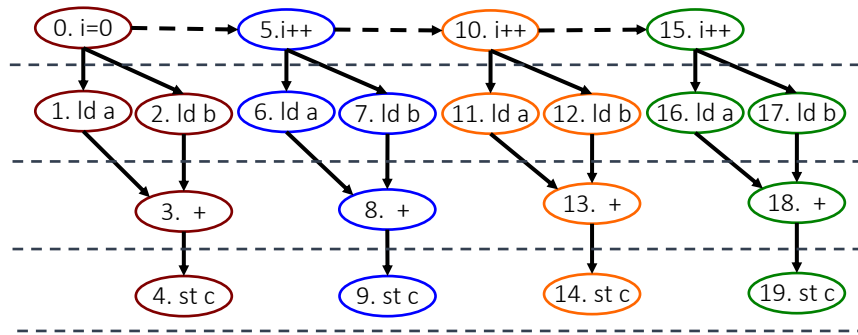 0. i=0
5.i++
10. i++
15. i++
1. ld a
2. ld b
6. ld a
7. ld b
11. ld a
12. ld b
16. ld a
17. ld b
3. +
8. +
13. +
18. +
4. st c
9. st c
14. st c
19. st c